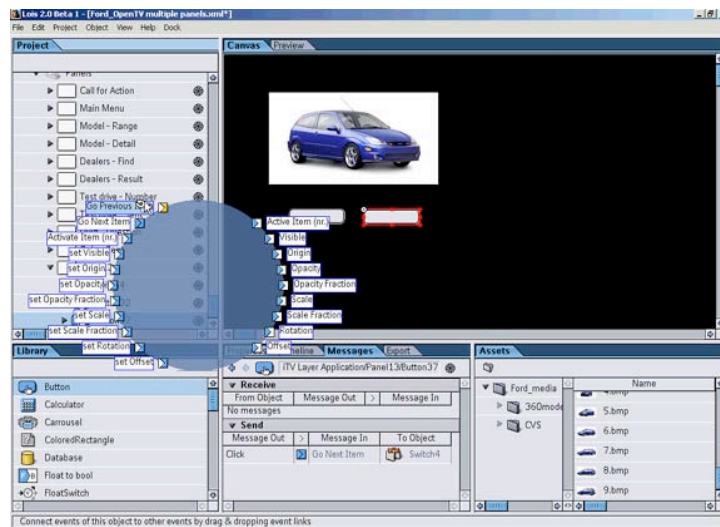 Lois 2.0 Beta 1 - [Ford_OpenTV multiple panels.xml*]
File Edit Project Object View Help Dock
Project
Canvas Preview
Panels
Call for Action
Main Menu
Model - Range
Model - Detail
Dealers - Find
Dealers - Result
Test drive - Number
Go Previous
Go Next Item
Activate Item (nr.)
set Visible
set Origin
set Opacity
set Opacity Fraction
set Scale
set Scale Fraction
set Rotation
set Offset
Active Item (nr.)
Visible
Origin
Opacity
Opacity Fraction
Scale
Scale Fraction
Rotation
Offset
Library
Button
Calculator
Carrousel
ColoredRectangle
Database
Float to bool
FloatSwitch
Messages Export
iTV Layer Application/Panel13/Button37
Receive
From Object Message Out > Message In
No messages
Send
Message Out > Message In To Object
Click Go Next Item Switch4
Assets
Ford_media
360mode
CVS
Name
4.bmp
5.bmp
6.bmp
7.bmp
8.bmp
9.bmp
Connect events of this object to other events by drag & dropping event links